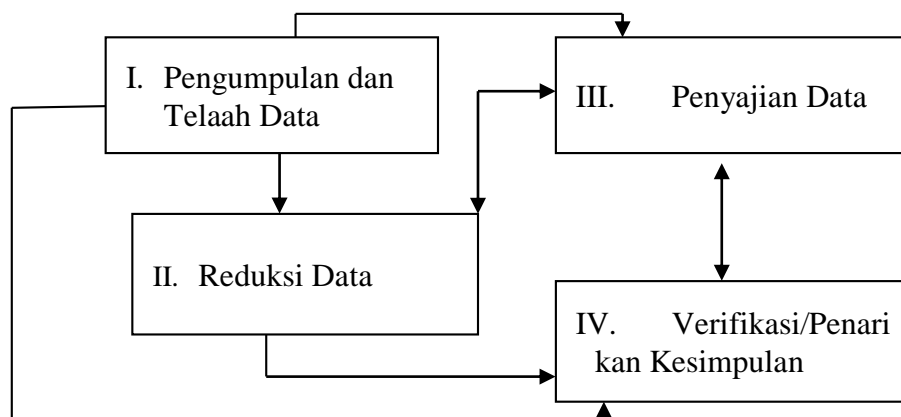 I. Pengumpulan dan
Telaah Data
III. Penyajian Data
II. Reduksi Data
IV. Verifikasi/Penari
kan Kesimpulan